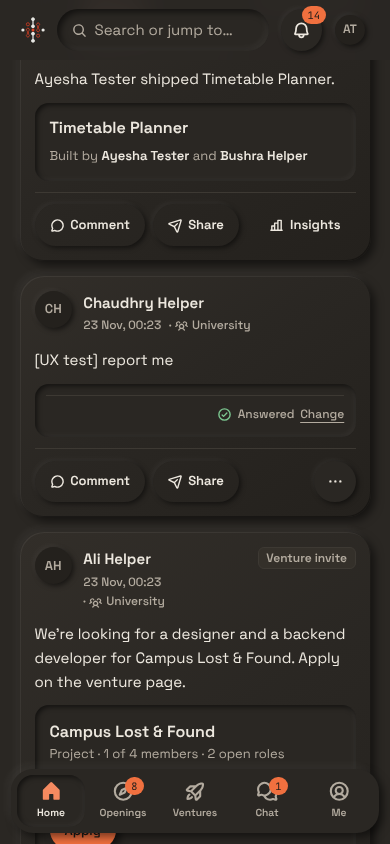 Search or jump to...
14
AT
Ayesha Tester shipped Timetable Planner.
Timetable Planner
Built by Ayesha Tester and Bushra Helper
Comment
Share
Insights
CH
Chaudhry Helper
23 Nov, 00:23 · University
[UX test] report me
Answered Change
Comment
Share
AH
Ali Helper
Venture invite
23 Nov, 00:23
· University
We're looking for a designer and a backend
developer for Campus Lost & Found. Apply
on the venture page.
Campus Lost & Found
Project · 1 of 4 members · 2 open roles
8
1
Home
Openings
Ventures
Chat
Me
Apply